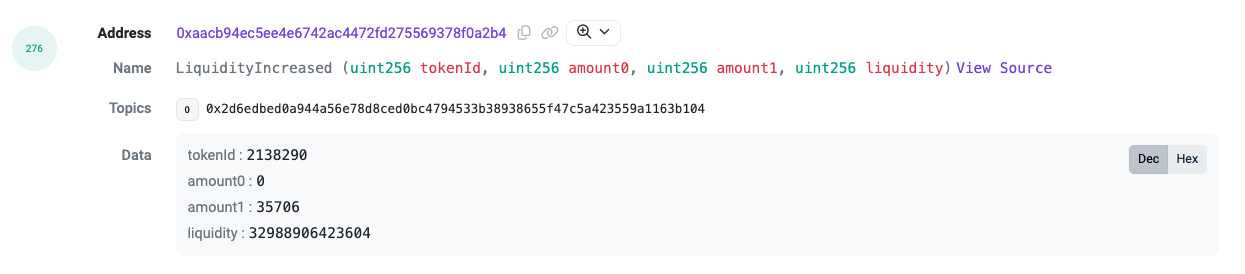 276
Address 0xaacb94ec5ee4e6742ac4472fd275569378f0a2b4
Name LiquidityIncreased (uint256 tokenId, uint256 amount0, uint256 amount1, uint256 liquidity) View Source
Topics 0 0x2d6edbed0a944a56e78d8ced0bc4794533b38938655f47c5a423559a1163b104
Data tokenId : 2138290 Dec Hex
amount0 : 0
amount1 : 35706
liquidity : 32988906423604